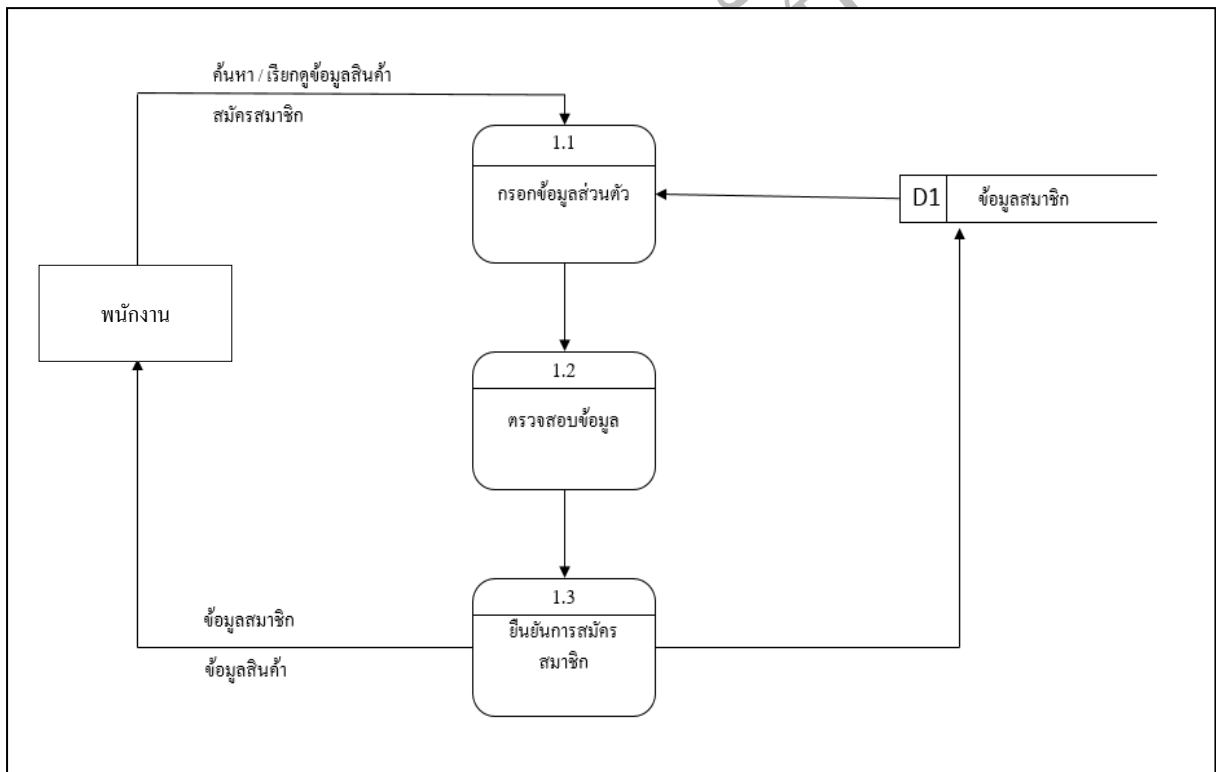 ค้นหา / เรียกดูข้อมูลสินค้า
สมัครสมาชิก
1.1
กรอกข้อมูลส่วนตัว
D1 ข้อมูลสมาชิก
พนักงาน
1.2
ตรวจสอบข้อมูล
1.3
ยืนยันการสมัคร
สมาชิก
ข้อมูลสมาชิก
ข้อมูลสินค้า